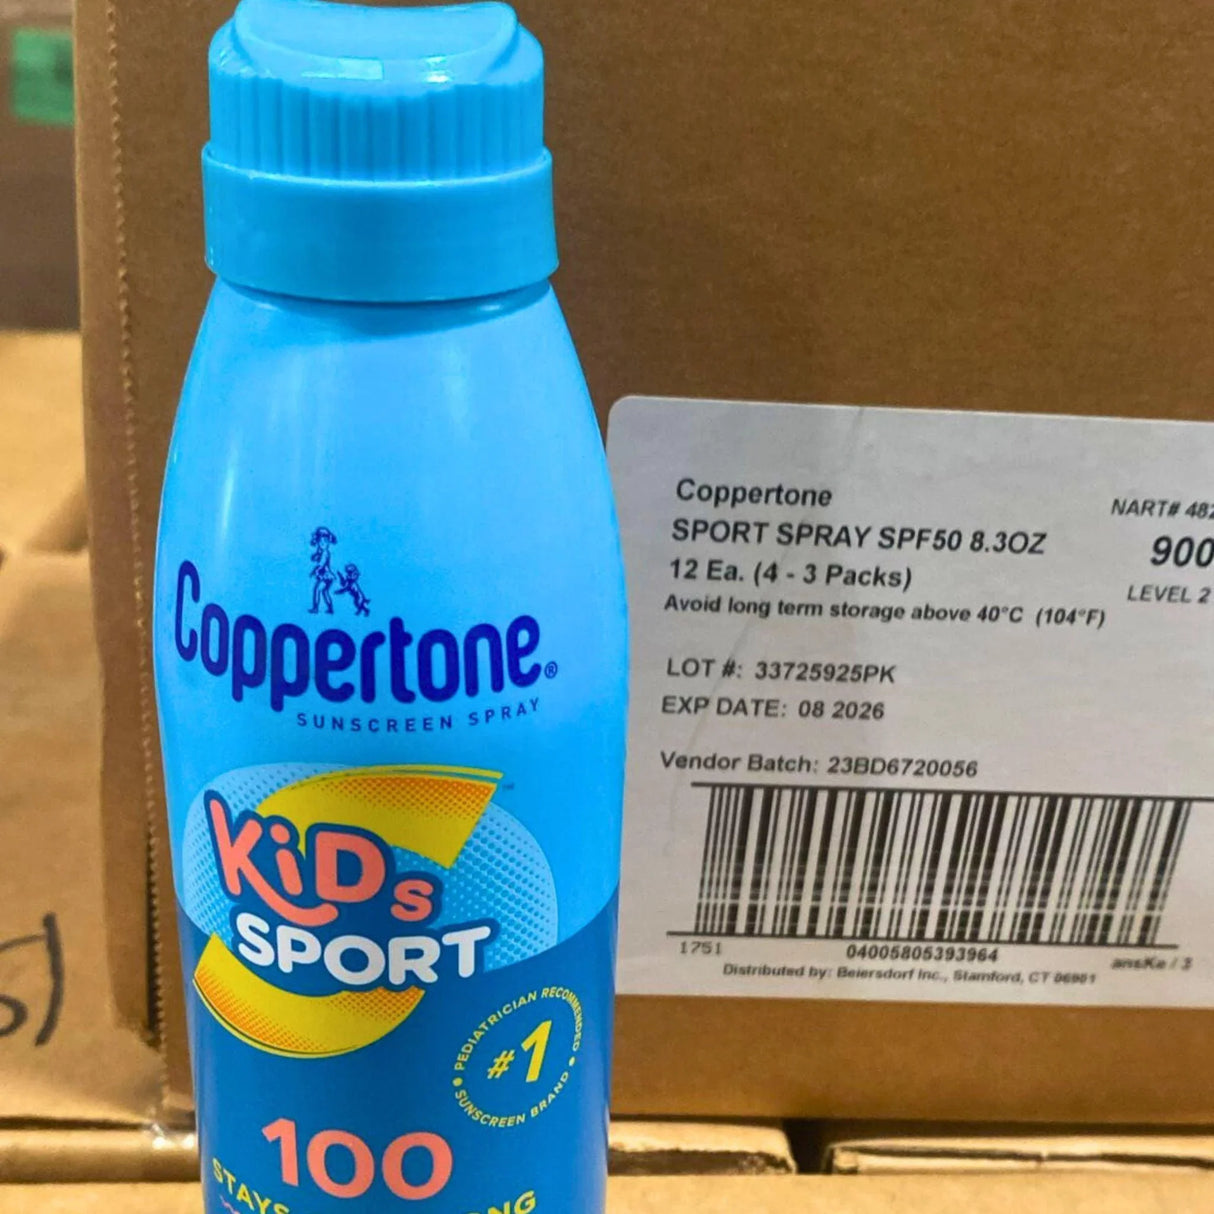 Coppertone®
SUNSCREEN SPRAY
KiDs
SPORT
PEDIATRICIAN RECOMMENDED
#1
SUNSCREEN BRAND
100
Coppertone
SPORT SPRAY SPF50 8.3OZ
12 Ea. (4 - 3 Packs)
Avoid long term storage above 40°C (104°F)
NART# 482
900
LEVEL 2
LOT #: 33725925PK
EXP DATE: 08 2026
Vendor Batch: 23BD6720056
1751
04005805393964
Distributed by: Beiersdorf Inc., Stamford, CT 06901